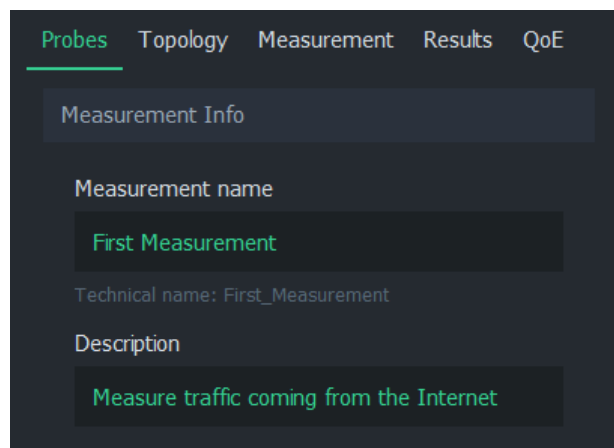 Probes Topology Measurement Results QoE
Measurement Info
Measurement name
First Measurement
Technical name: First_Measurement
Description
Measure traffic coming from the Internet